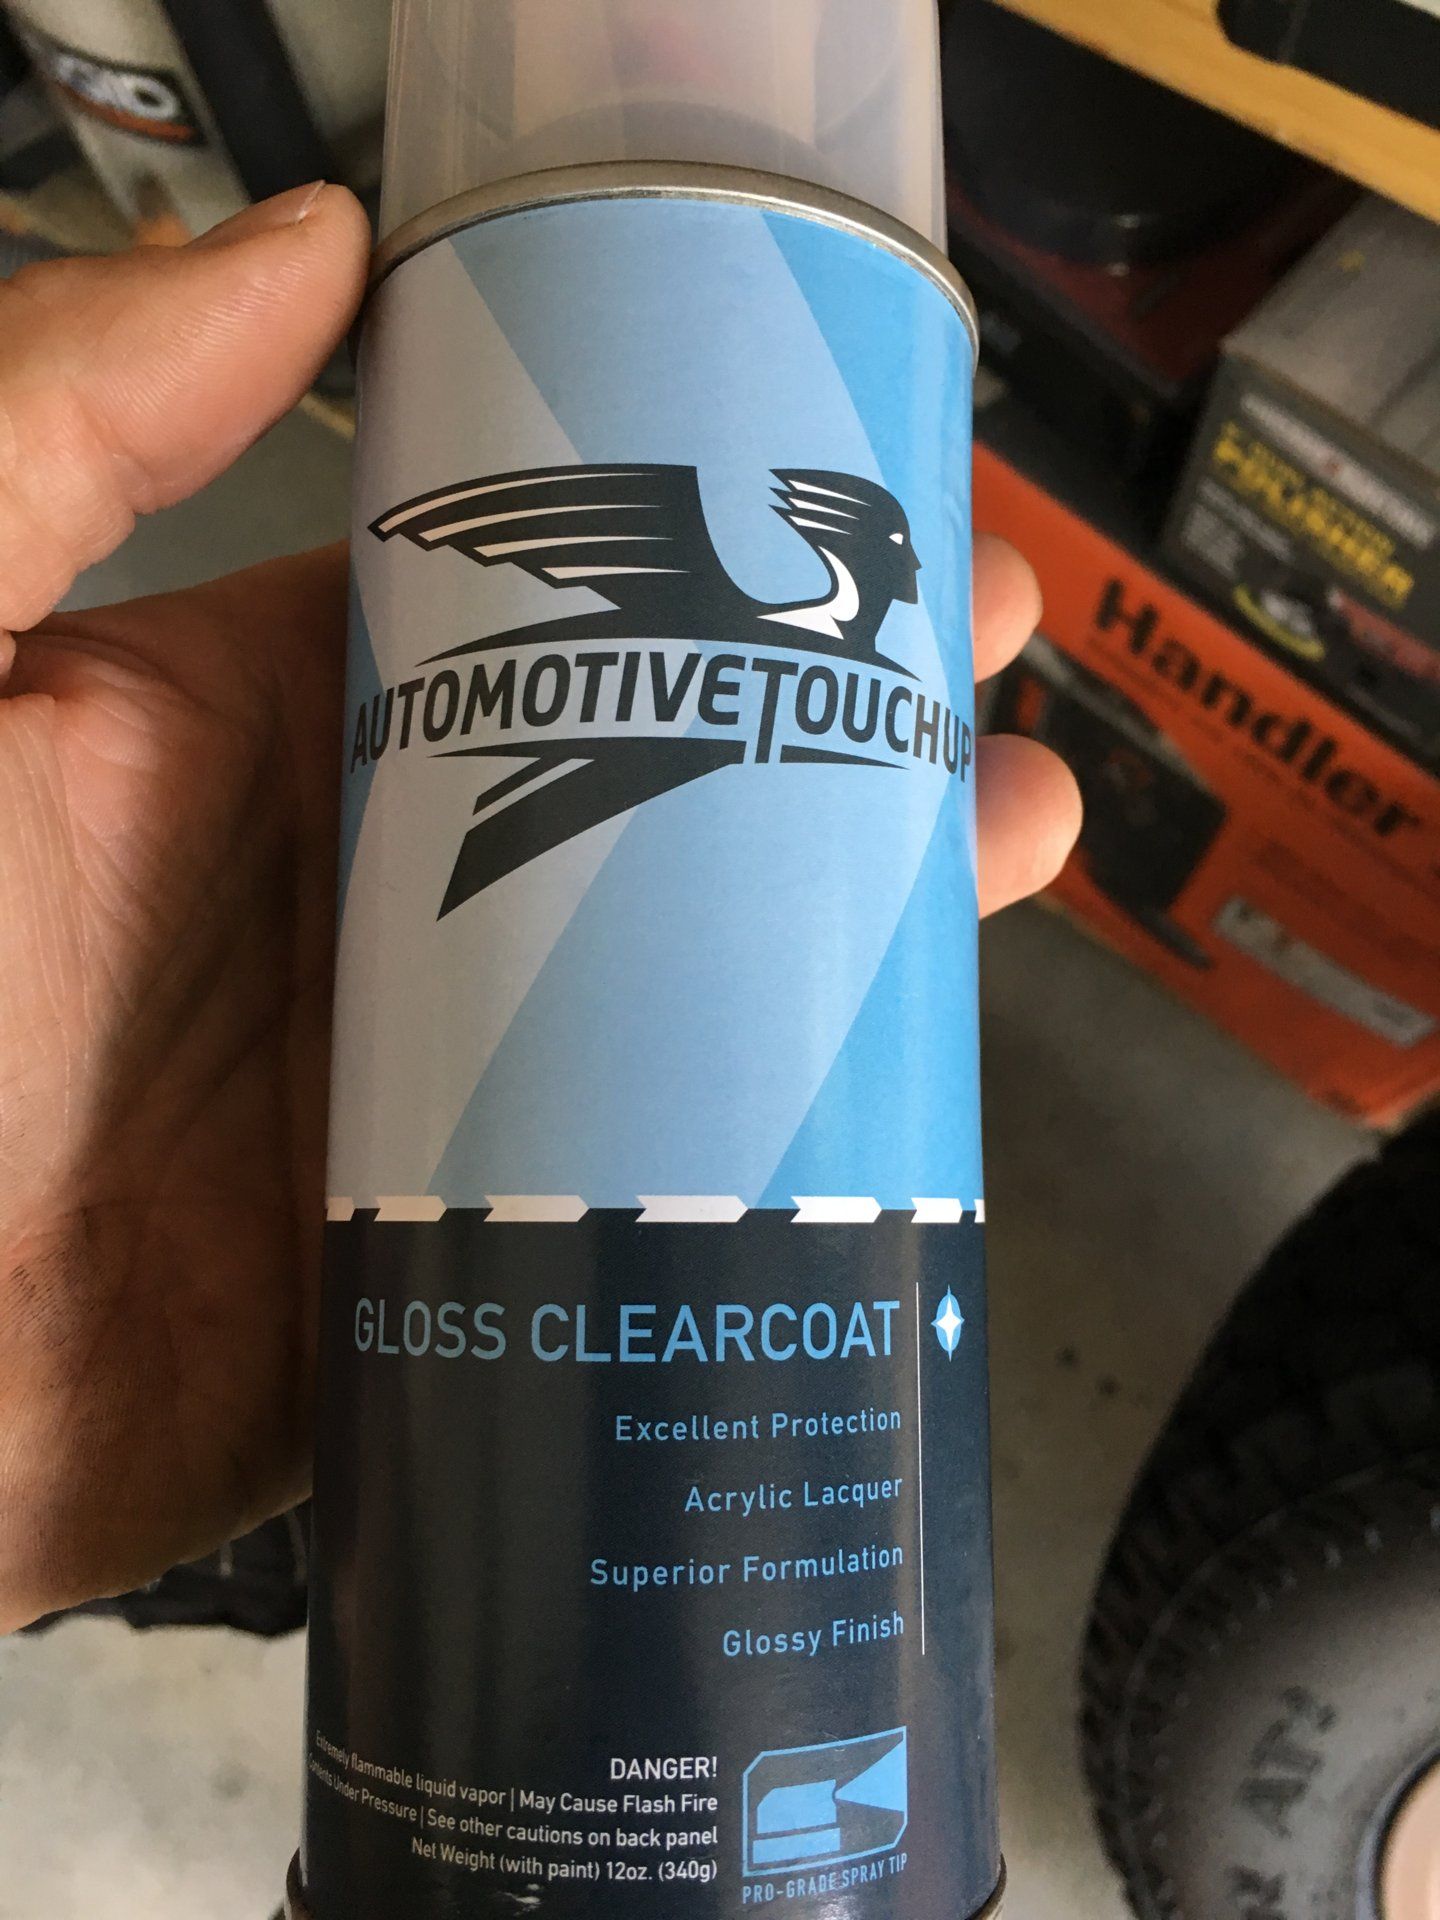 AUTOMOTIVETOUCHUP
GLOSS CLEARCOAT
Excellent Protection
Acrylic Lacquer
Superior Formulation
Glossy Finish
DANGER!
Extremely flammable liquid vapor | May Cause Flash Fire
Contents Under Pressure | See other cautions on back panel
Net Weight (with paint) 12oz. (340g)
PRO-GRADE SPRAY TIP
POLISHER
Handler